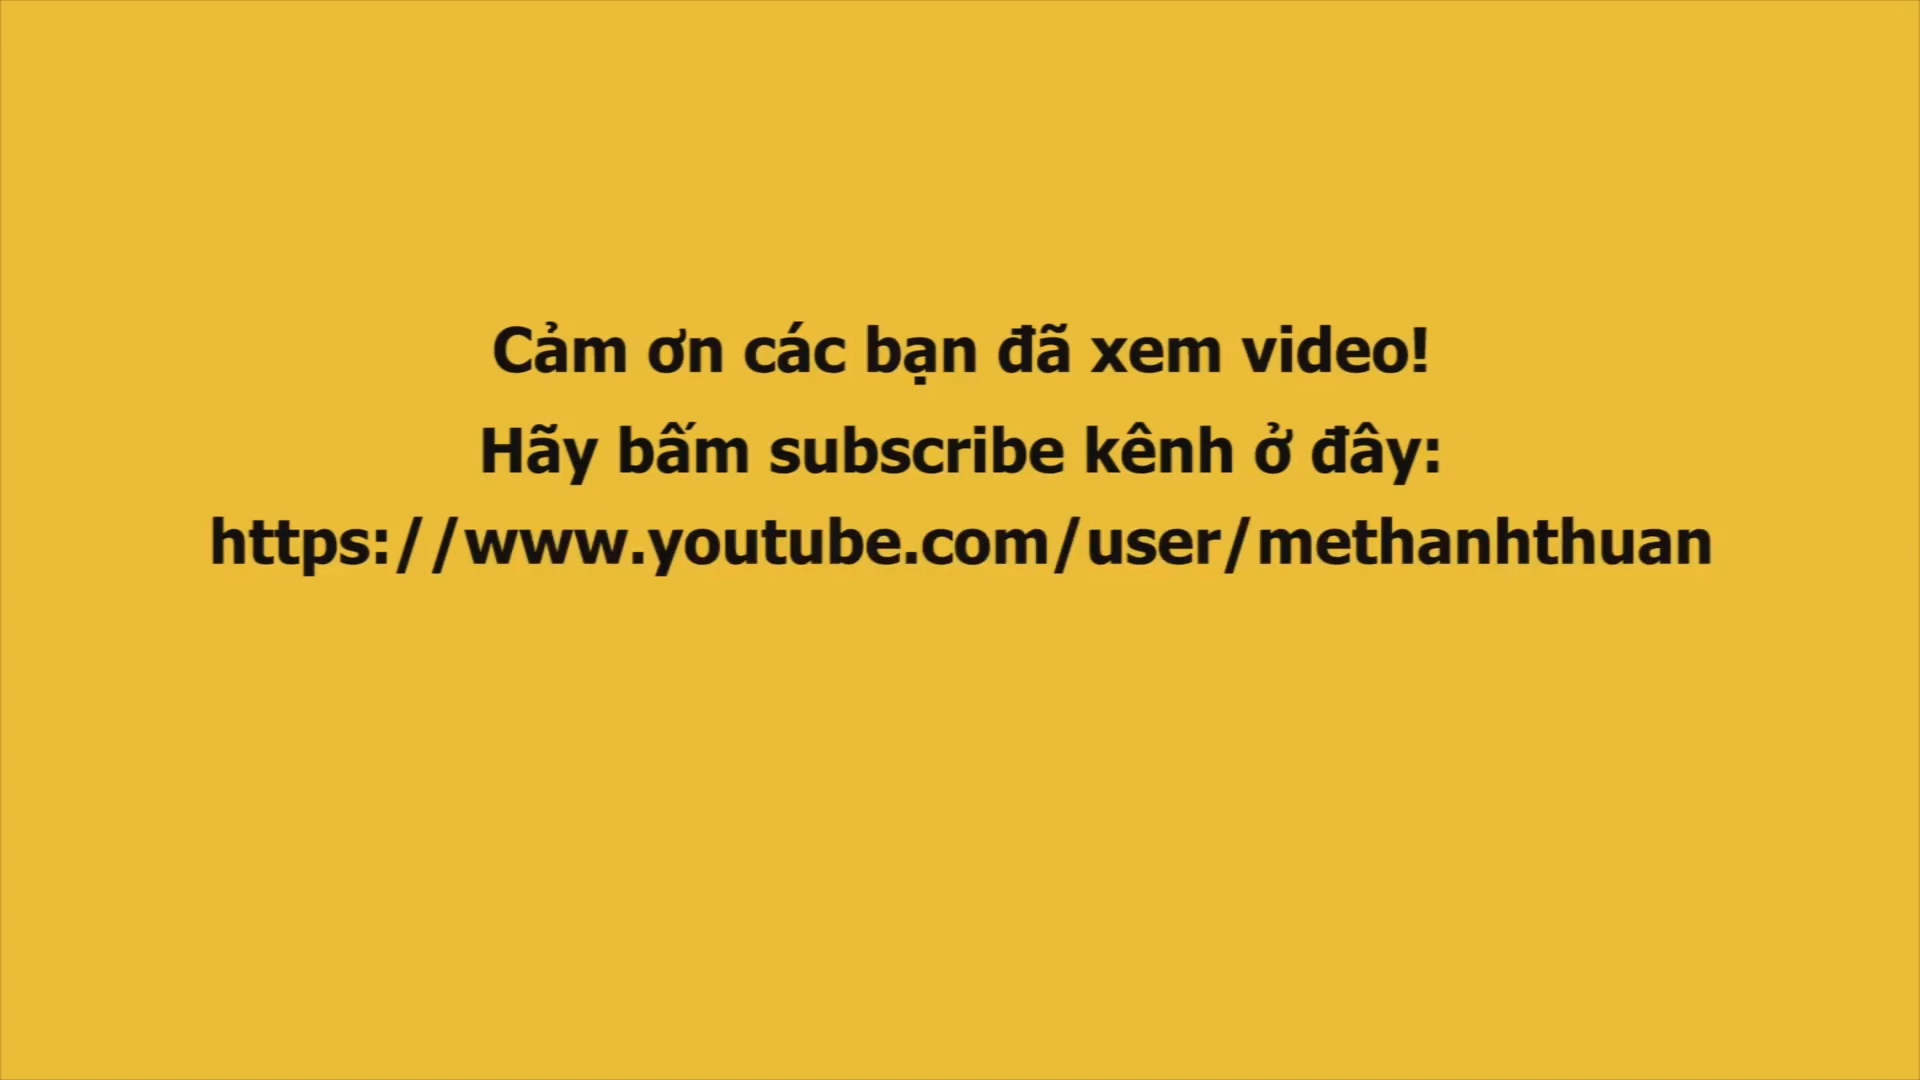 Cảm ơn các bạn đã xem video!
Hãy bấm subscribe kênh ở đây:
https://www.youtube.com/user/methanhthuan